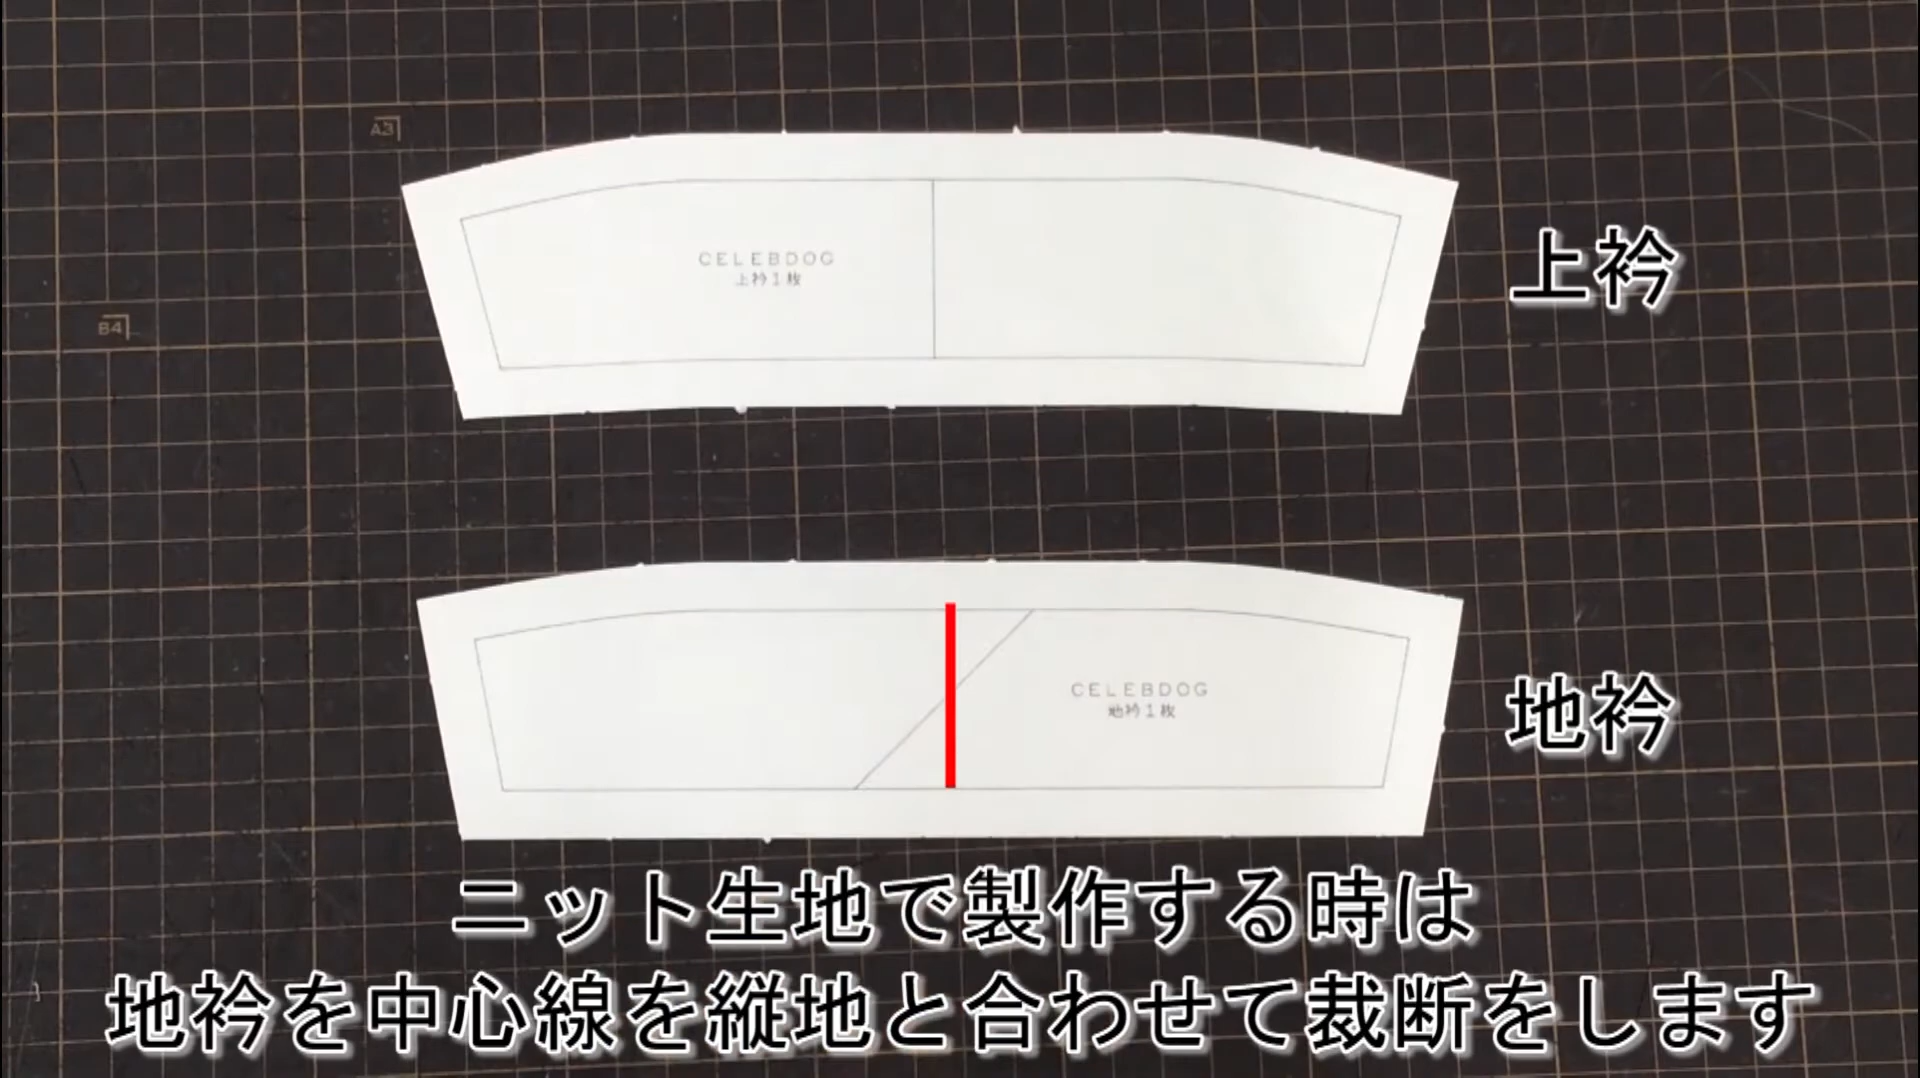 A3
CELEBDOG
上衿1枚
上衿
B4
CELEBDOG
地衿1枚
地衿
ニット生地で製作する時は
地衿を中心線を縦地と合わせて裁断をします